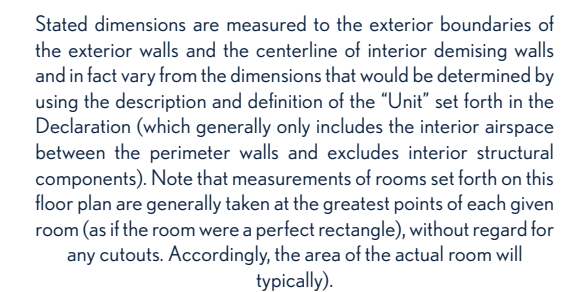 Stated dimensions are measured to the exterior boundaries of
the exterior walls and the centerline of interior demising walls
and in fact vary from the dimensions that would be determined by
using the description and definition of the “Unit” set forth in the
Declaration (which generally only includes the interior airspace
between the perimeter walls and excludes interior structural
components). Note that measurements of rooms set forth on this
floor plan are generally taken at the greatest points of each given
room (as if the room were a perfect rectangle), without regard for
any cutouts. Accordingly, the area of the actual room will
typically).